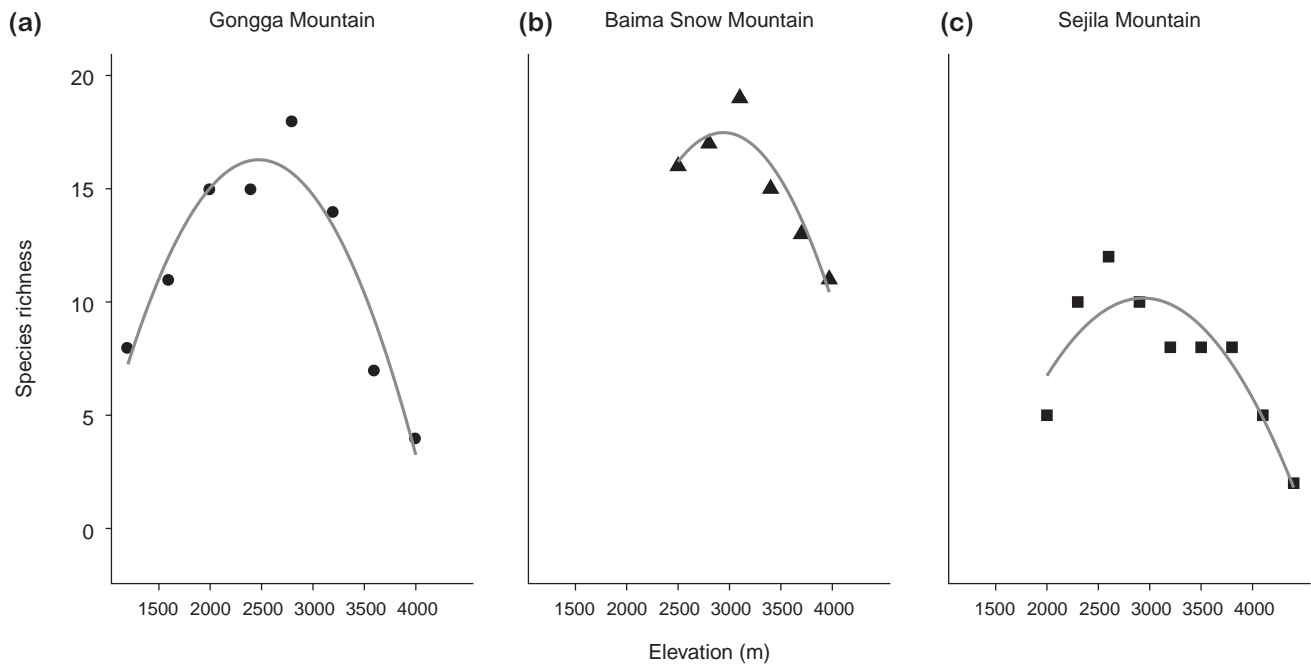 (a) Gongga Mountain
(b) Baima Snow Mountain
(c) Sejila Mountain
Species richness
20
15
10
5
0
1500 2000 2500 3000 3500 4000
1500 2000 2500 3000 3500 4000
1500 2000 2500 3000 3500 4000
Elevation (m)